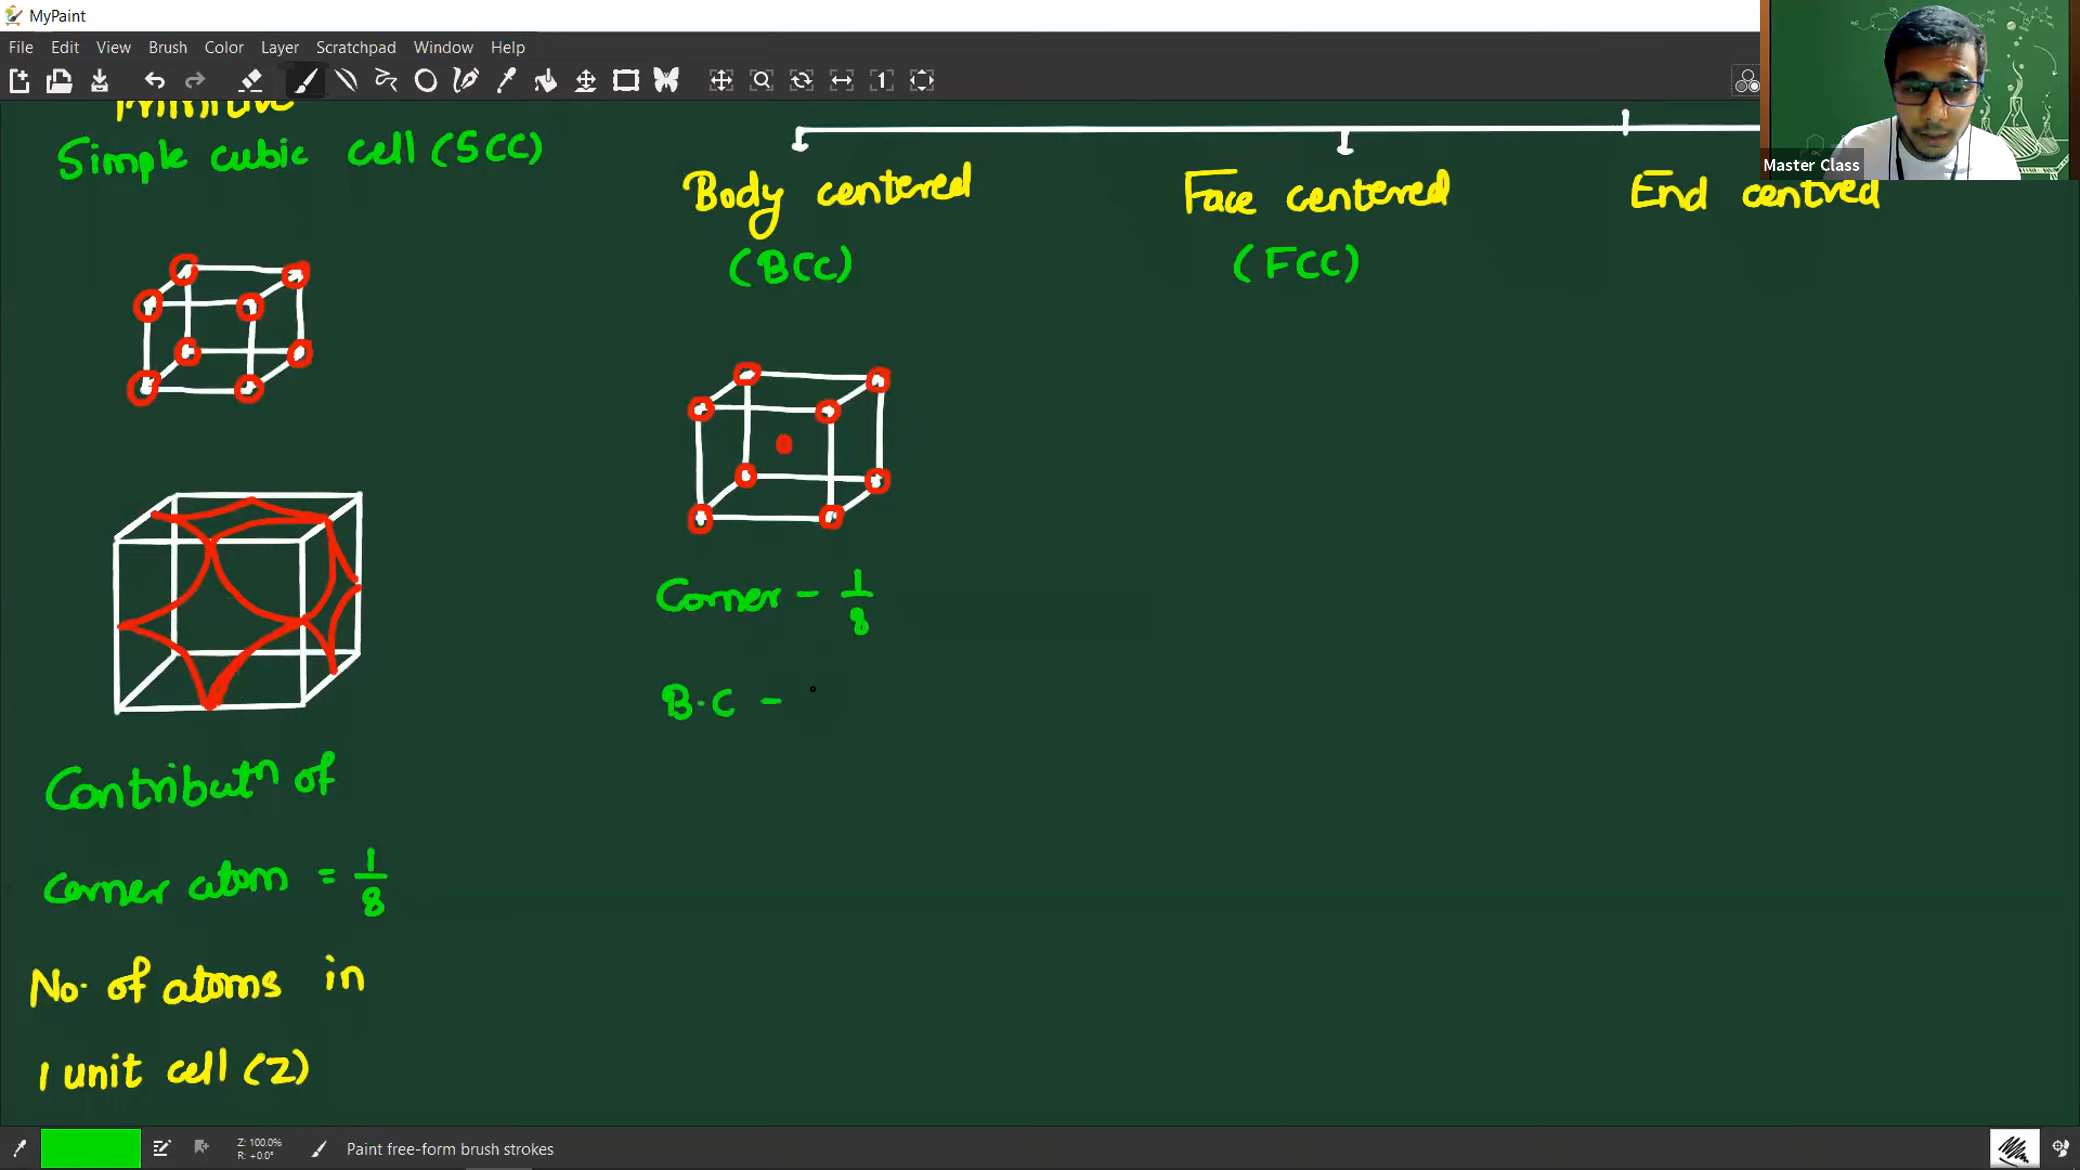 MyPaint
File Edit View Brush Color Layer Scratchpad Window Help
Master Class
Simple cubic cell (SCC)
Body centered
(BCC)
Face centered
(FCC)
End centred
Corner - 1/8
B.C -
Contributn of
corner atom = 1/8
No. of atoms in
1 unit cell (Z)
Z: 100.0%
R: +0.0°
Paint free-form brush strokes